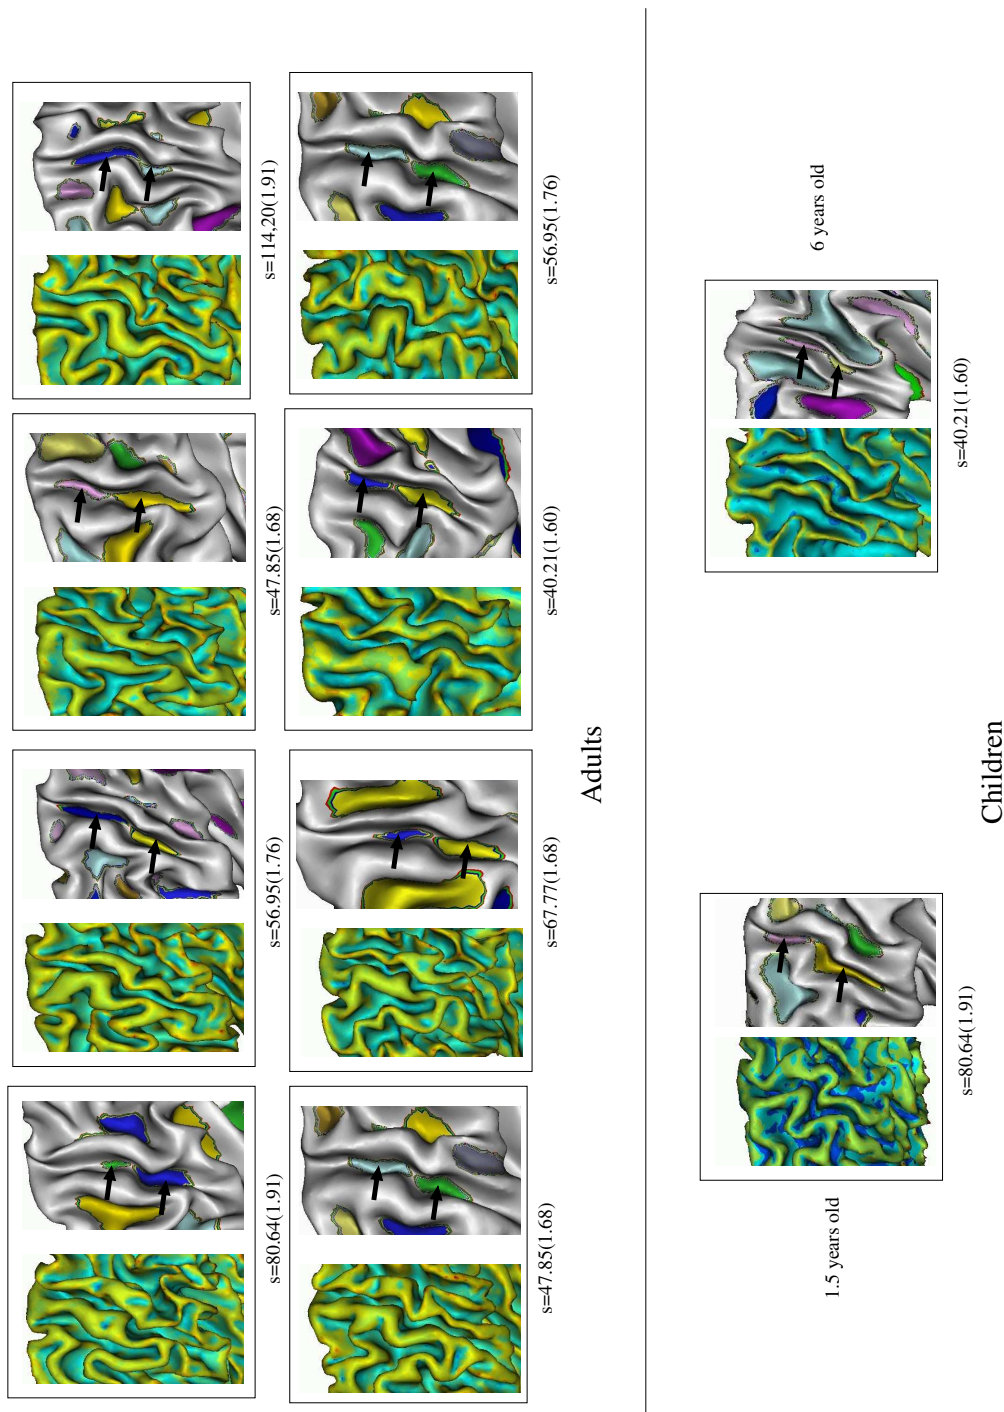 s=80.64(1.91)
s=56.95(1.76)
s=47.85(1.68)
s=114,20(1.91)
s=47.85(1.68)
s=67.77(1.68)
s=40.21(1.60)
s=56.95(1.76)
Adults
1.5 years old
6 years old
s=80.64(1.91)
s=40.21(1.60)
Children